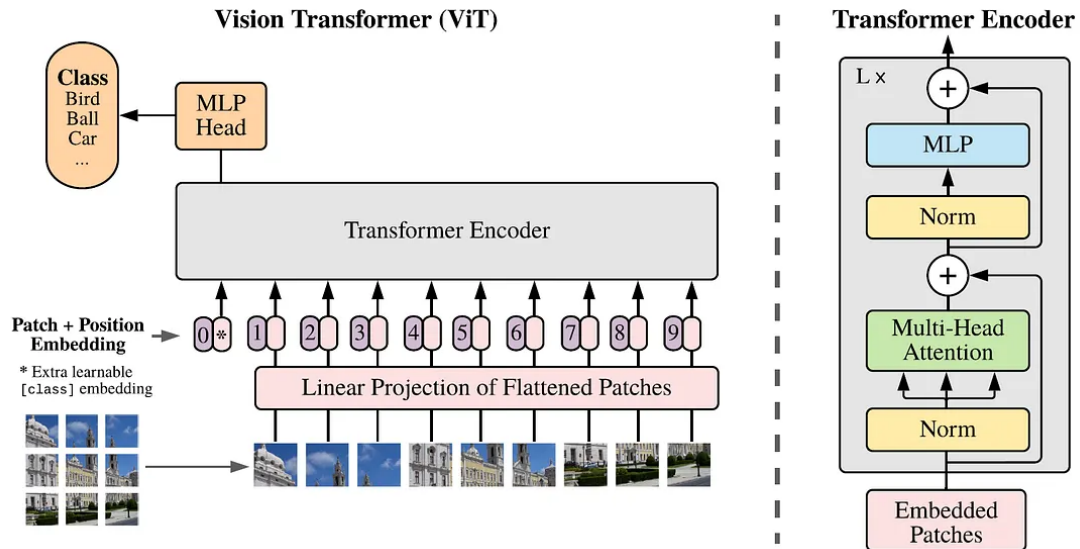 Vision Transformer (ViT)
Class
Bird
Ball
Car
...
MLP
Head
Transformer Encoder
Patch + Position
Embedding
0 * 1 2 3 4 5 6 7 8 9
* Extra learnable
[class] embedding
Linear Projection of Flattened Patches
Transformer Encoder
L x
+
MLP
Norm
+
Multi-Head
Attention
Norm
Embedded
Patches